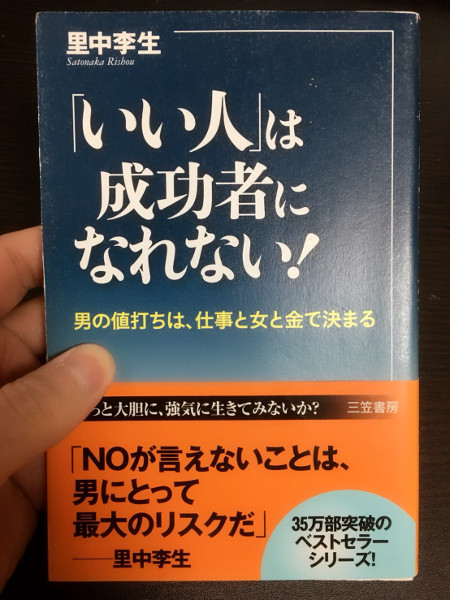 里中李生
Satonaka Rishou
「いい人」は
成功者に
なれない!
男の値打ちは、仕事と女と金で決まる
っと大胆に、強気に生きてみないか?
三笠書房
「NOが言えないことは、
男にとって
最大のリスクだ」
——里中李生
35万部突破の
ベストセラー
シリーズ!